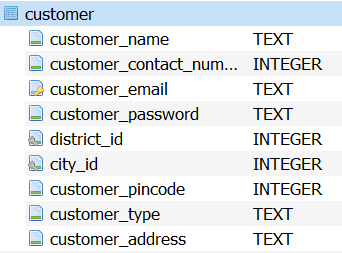 customer
customer_name TEXT
customer_contact_num... INTEGER
customer_email TEXT
customer_password TEXT
district_id INTEGER
city_id INTEGER
customer_pincode INTEGER
customer_type TEXT
customer_address TEXT